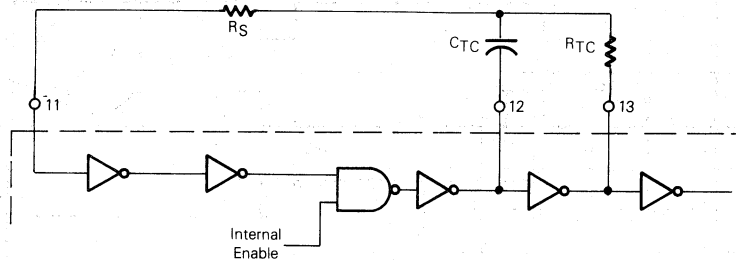 RS
CTC
RTC
11
12
13
Internal
Enable